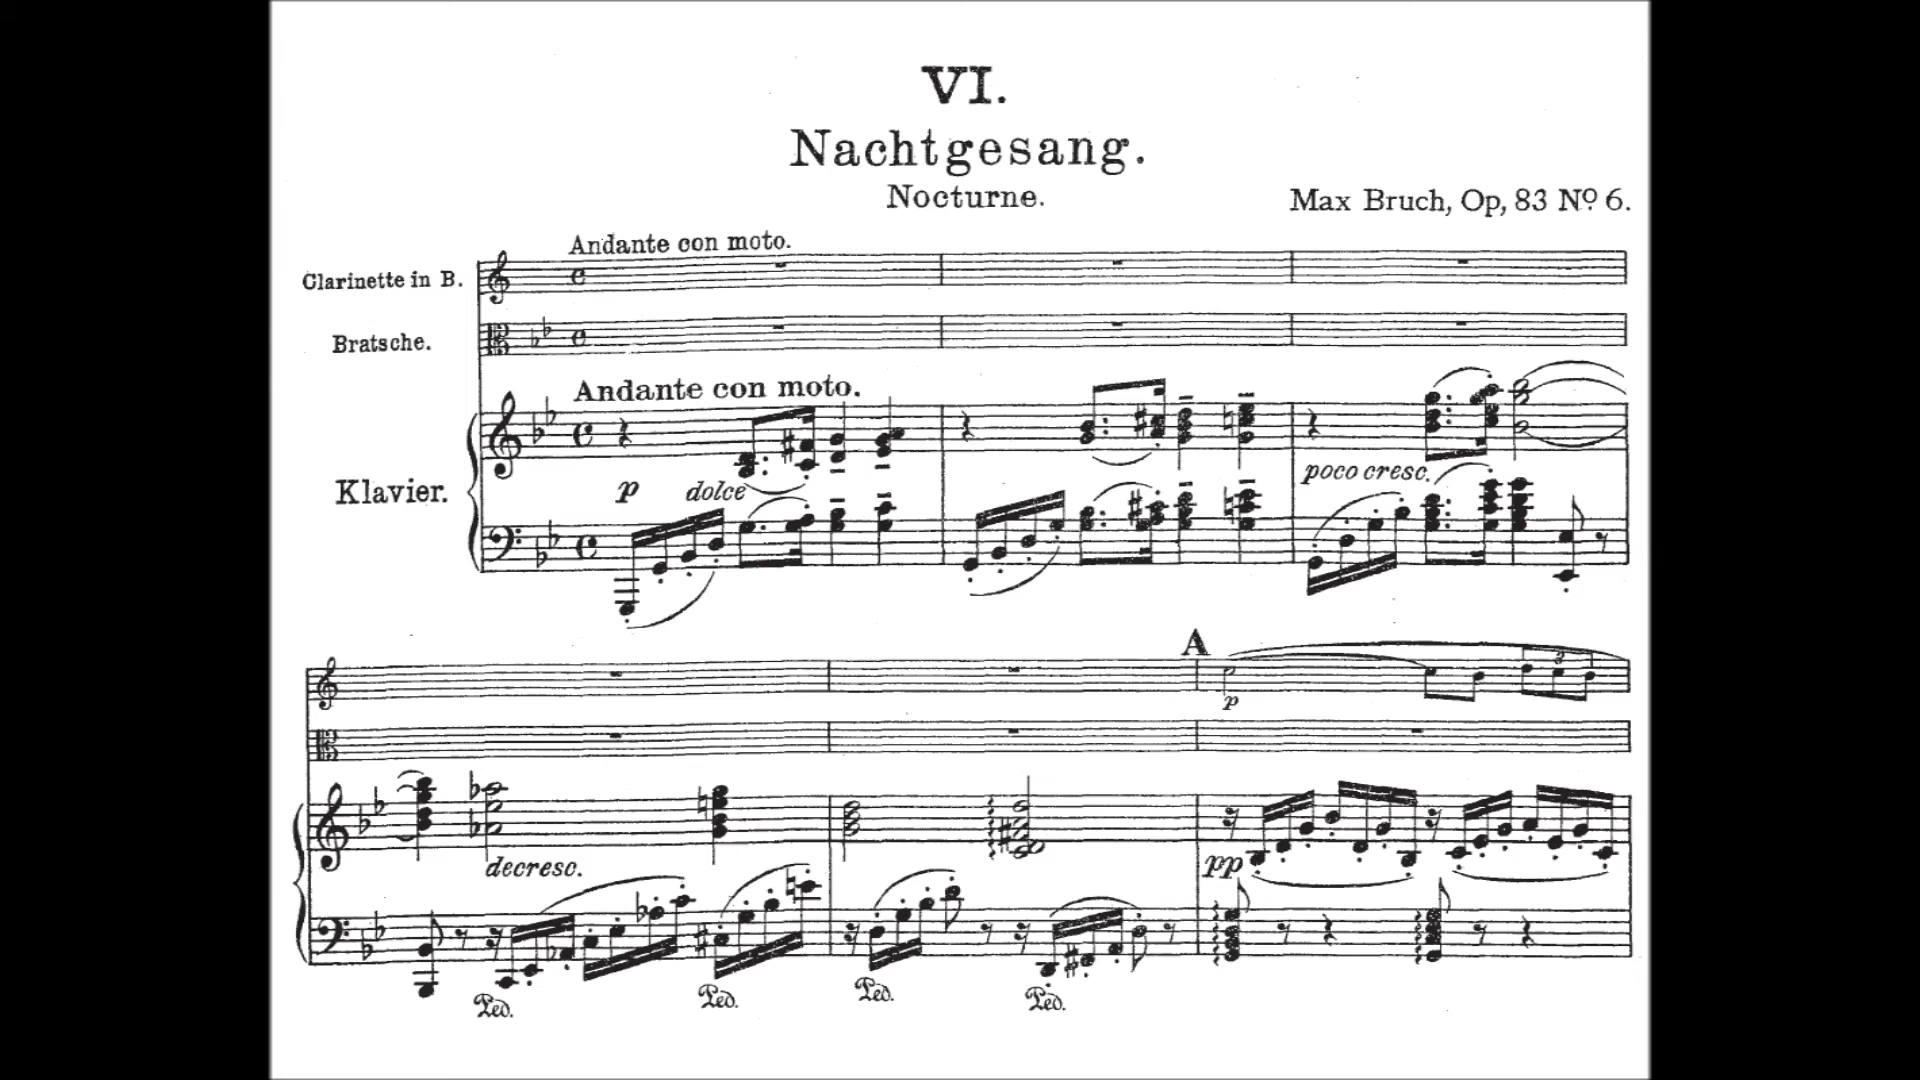 VI.
Nachtgesang.
Nocturne.
Max Bruch, Op, 83 Nº 6.
Andante con moto.
Clarinette in B.
Bratsche.
Andante con moto.
Klavier.
p dolce
poco cresc.
A
p
3
decresc.
pp
Ped. Ped. Ped. Ped.